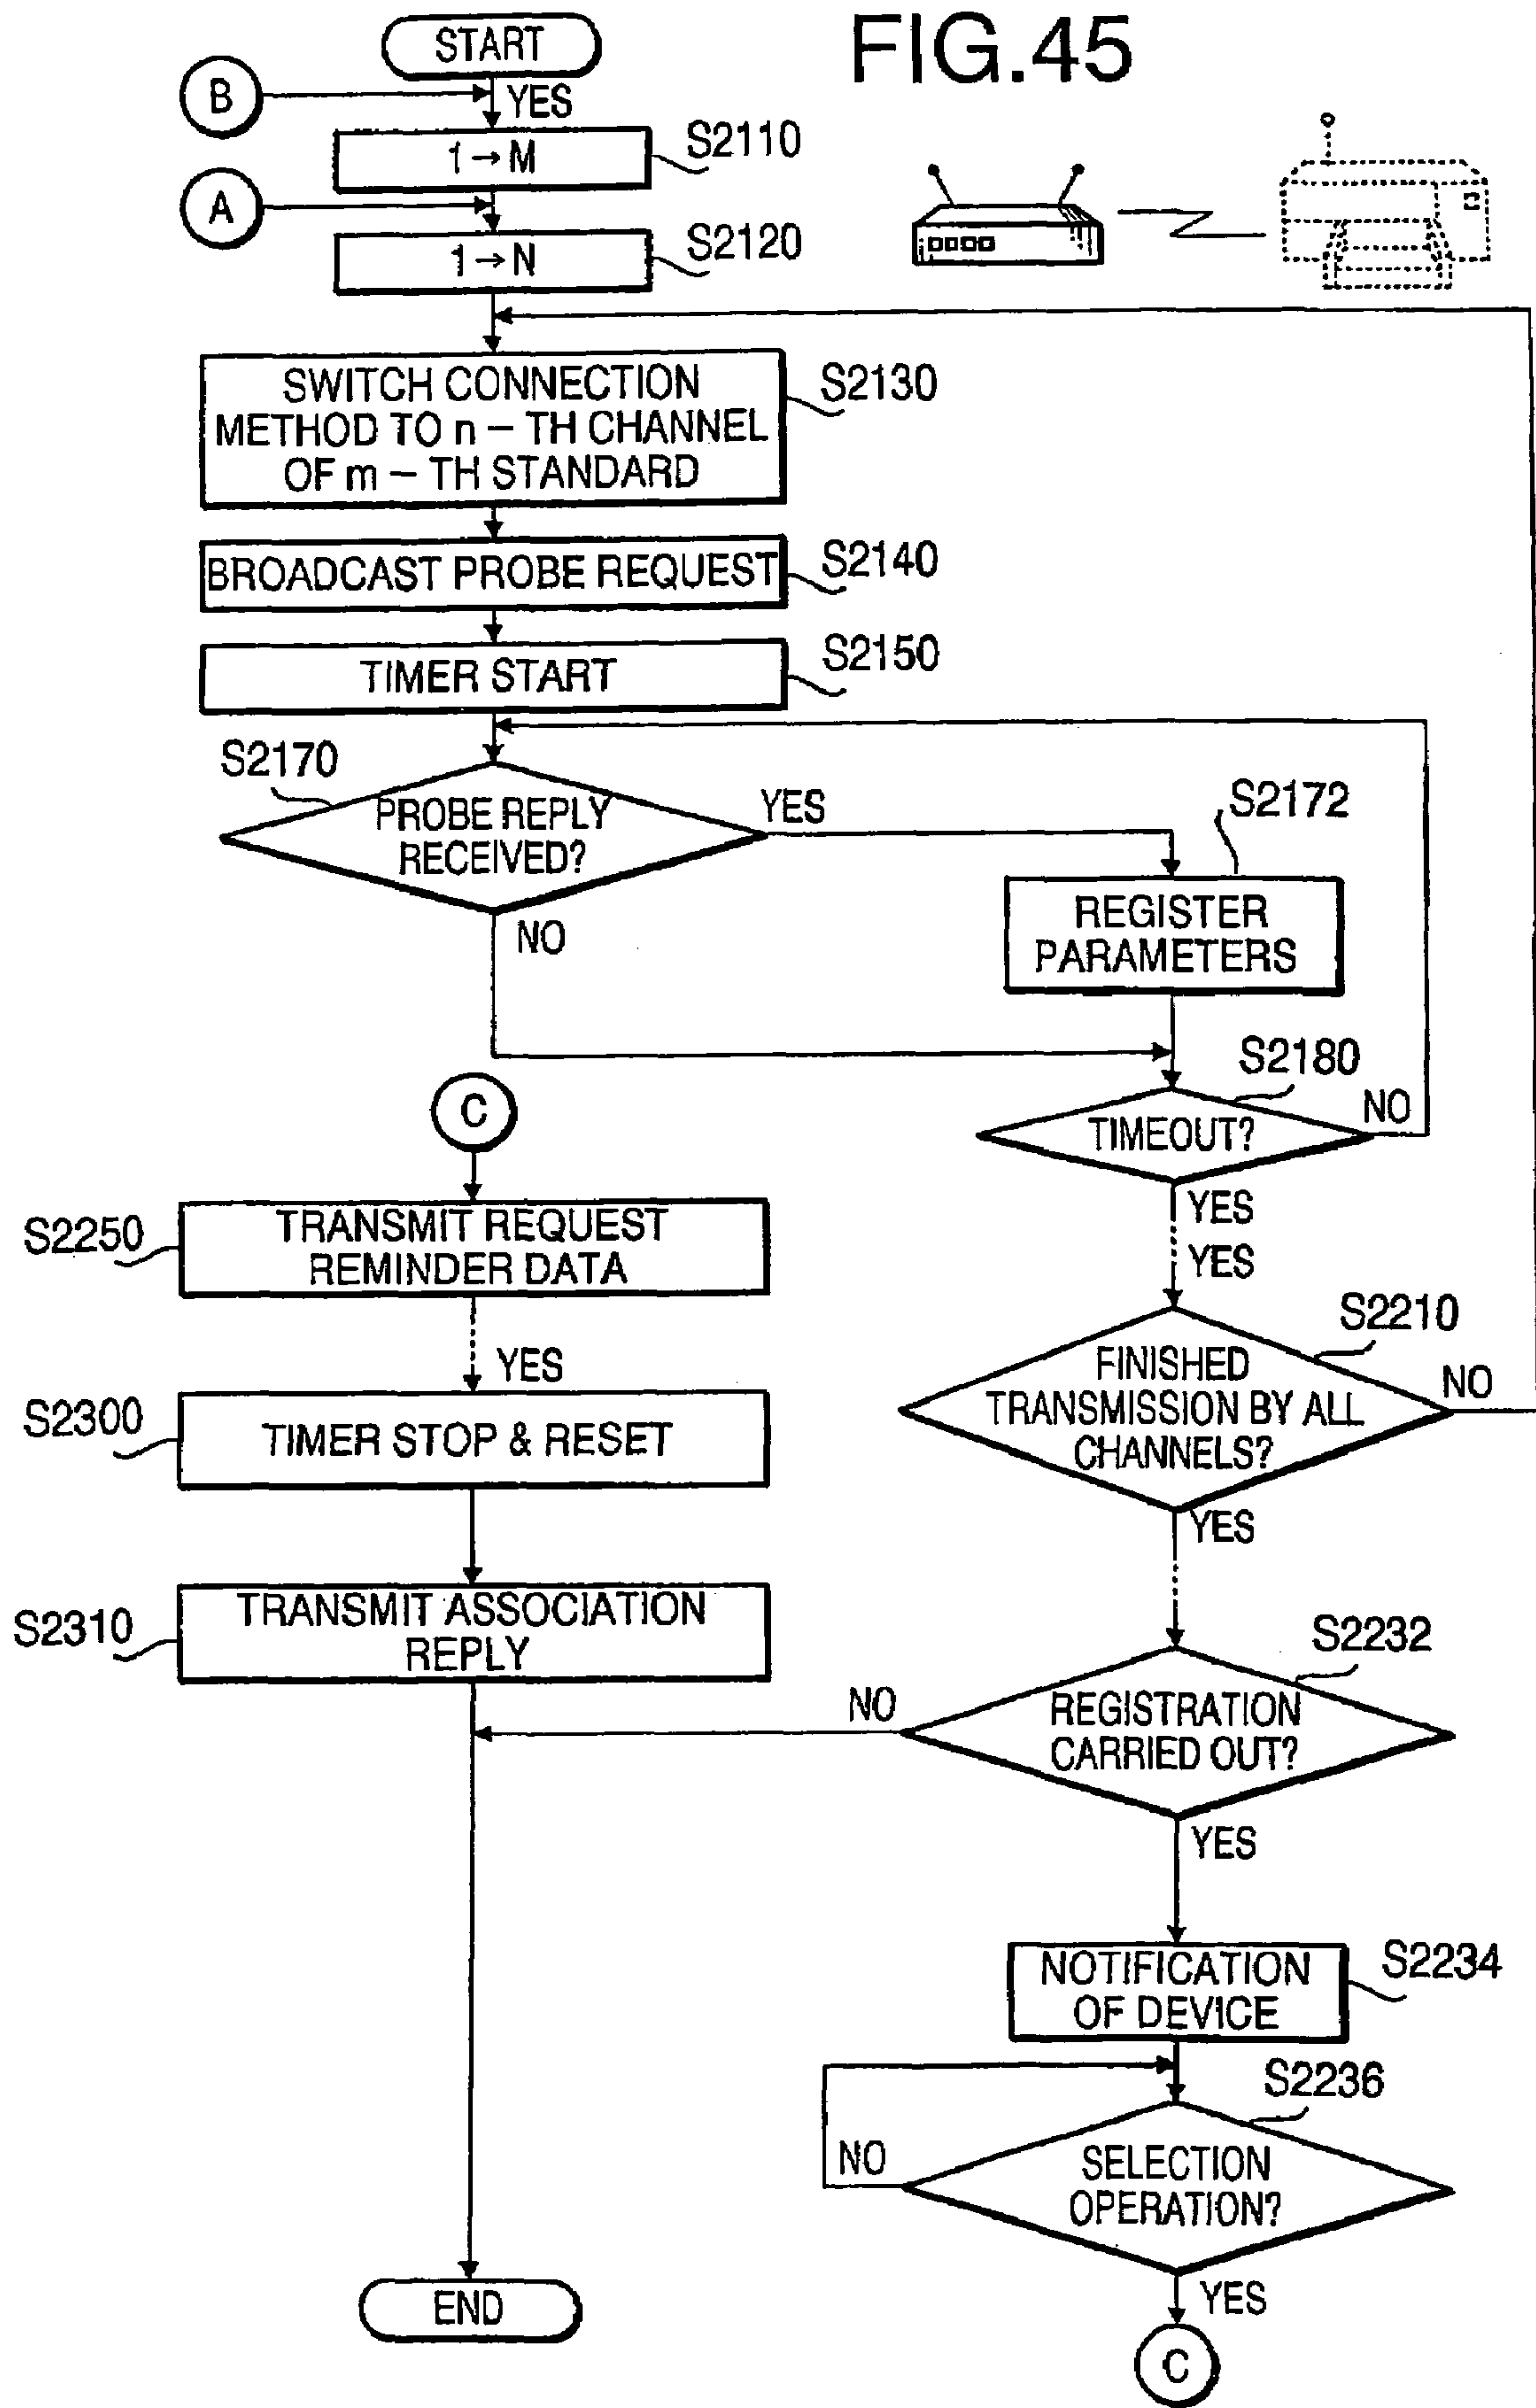 FIG.45
START
B
YES
1→M
S2110
A
1→N
S2120
SWITCH CONNECTION
METHOD TO n – TH CHANNEL
OF m – TH STANDARD
S2130
BROADCAST PROBE REQUEST
S2140
TIMER START
S2150
S2170
PROBE REPLY
RECEIVED?
YES
NO
S2172
REGISTER
PARAMETERS
S2180
TIMEOUT?
NO
YES
YES
S2210
FINISHED
TRANSMISSION BY ALL
CHANNELS?
NO
YES
S2232
REGISTRATION
CARRIED OUT?
NO
YES
S2234
NOTIFICATION
OF DEVICE
S2236
SELECTION
OPERATION?
NO
YES
C
C
S2250
TRANSMIT REQUEST
REMINDER DATA
YES
S2300
TIMER STOP & RESET
S2310
TRANSMIT ASSOCIATION
REPLY
END